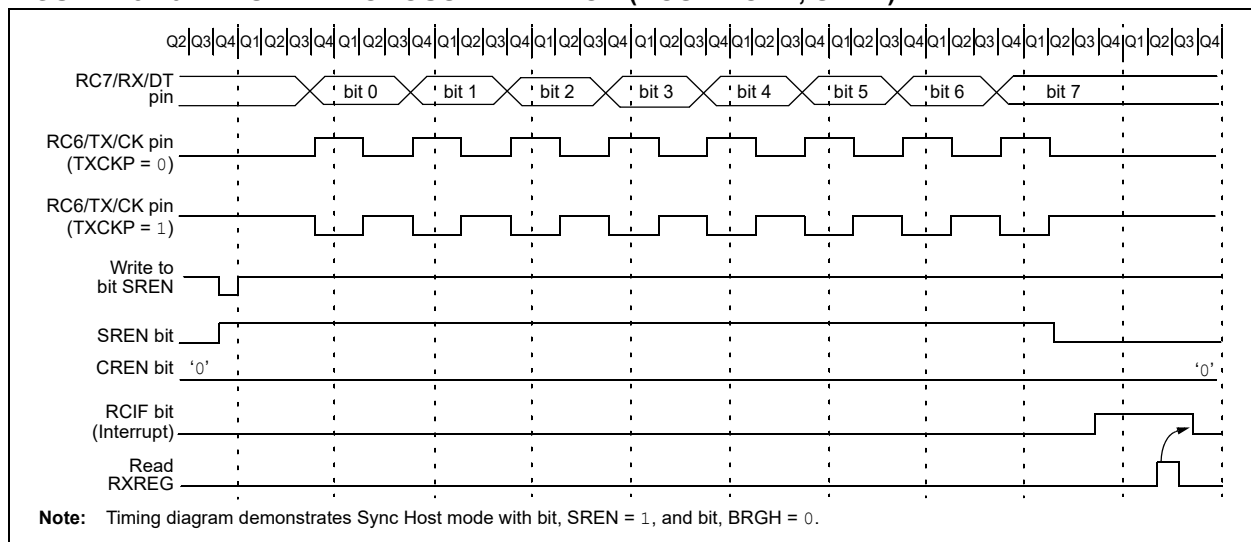 Q2 Q3 Q4 Q1 Q2 Q3 Q4 Q1 Q2 Q3 Q4 Q1 Q2 Q3 Q4 Q1 Q2 Q3 Q4 Q1 Q2 Q3 Q4 Q1 Q2 Q3 Q4 Q1 Q2 Q3 Q4 Q1 Q2 Q3 Q4 Q1 Q2 Q3 Q4 Q1 Q2 Q3 Q4
RC7/RX/DT
pin
bit 0 bit 1 bit 2 bit 3 bit 4 bit 5 bit 6 bit 7
RC6/TX/CK pin
(TXCKP = 0)
RC6/TX/CK pin
(TXCKP = 1)
Write to
bit SREN
SREN bit
CREN bit ‘0’ ‘0’
RCIF bit
(Interrupt)
Read
RXREG
Note: Timing diagram demonstrates Sync Host mode with bit, SREN = 1, and bit, BRGH = 0.